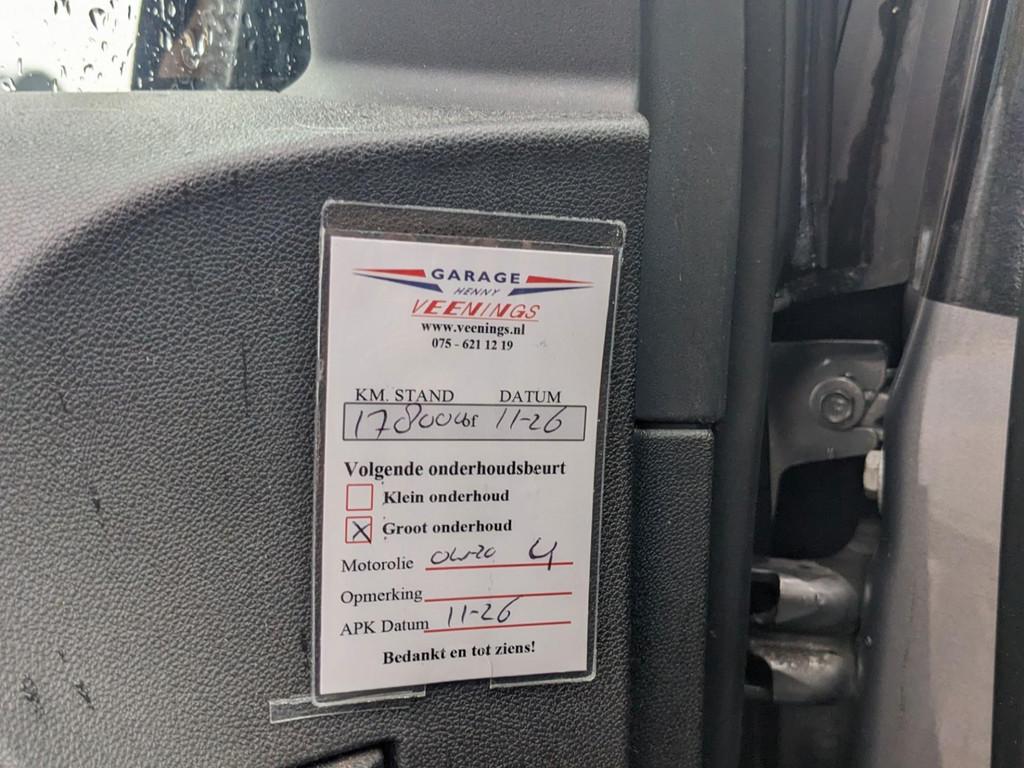 GARAGE
HENNY
VEENINGS
www.veenings.nl
075 - 621 12 19
KM. STAND DATUM
178000 of 11-26
Volgende onderhoudsbeurt
Klein onderhoud
X Groot onderhoud
Motorolie 0W-20 4
Opmerking
APK Datum 11-26
Bedankt en tot ziens!